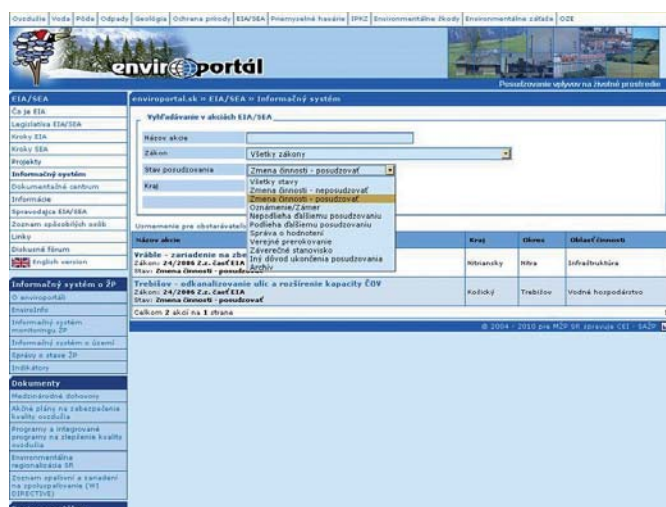 Ovzdušie Voda Pôda Odpady Geológia Ochrana prírody EIA/SEA Priemyselné havárie IPKZ Environmentálne škody Environmentálne záťaže OZE
enviroportál
Posudzovanie vplyvov na životné prostredie
EIA/SEA
Čo je EIA
Legislatíva EIA/SEA
Kroky EIA
Kroky SEA
Projekty
Informačný systém
Dokumentačné centrum
Informácie
Spravodajca EIA/SEA
Zoznam spôsobilých osôb
Linky
Diskusné fórum
English version
Informačný systém o ŽP
O enviroportáli
EnviroInfo
Informačný systém
monitoringu ŽP
Informačný systém o území
Správy o stave ŽP
Indikátory
Dokumenty
Medzinárodné dohovory
Akčné plány na zabezpečenie
kvality ovzdušia
Programy a integrované
programy na zlepšenie kvality
ovzdušia
Environmentálna
regionalizácia SR
Zoznam spaľovní a zariadení
na spoluspaľovanie (WI
DIRECTIVE)
enviroportal.sk » EIA/SEA » Informačný systém
Vyhľadávanie v akciách EIA/SEA
Názov akcie
Zákon
Všetky zákony
Stav posudzovania
Zmena činnosti - posudzovať
Kraj
Všetky stavy
Zmena činnosti - neposudzovať
Zmena činnosti - posudzovať
Oznámenie/Zámer
Nepodlieha ďalšiemu posudzovaniu
Podlieha ďalšiemu posudzovaniu
Správa o hodnotení
Verejné prerokovanie
Záverečné stanovisko
Iný dôvod ukončenia posudzovania
Archív
Usmernenie pre obstarávateľ
Názov akcie Kraj Okres Oblasť činnosti
Vráble - zariadenie na zbe
Zákon: 24/2006 Z.z. časť EIA
Stav: Zmena činnosti - posudzovať
Nitriansky Nitra Infraštruktúra
Trebišov - odkanalizovanie ulíc a rozšírenie kapacity ČOV
Zákon: 24/2006 Z.z. časť EIA
Stav: Zmena činnosti - posudzovať
Košický Trebišov Vodné hospodárstvo
Celkom 2 akcií na 1 strane
© 2004 - 2010 pre MŽP SR spravuje CEI - SAŽP